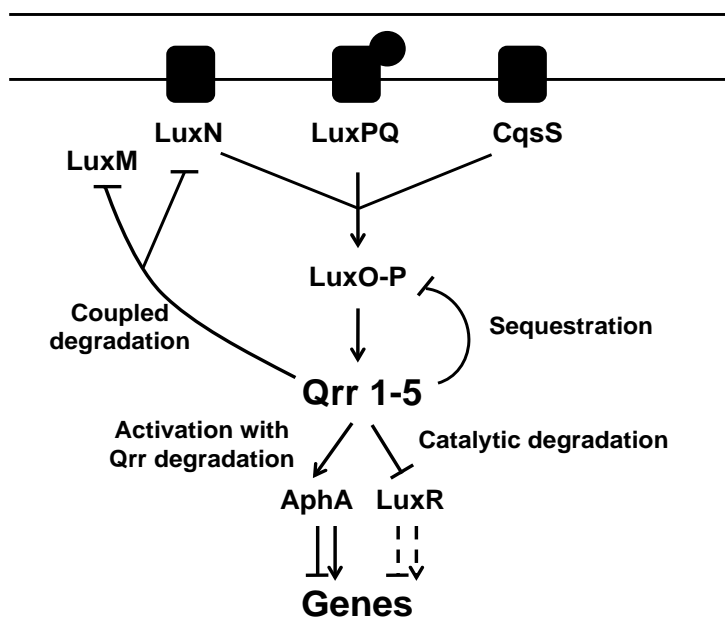 LuxN LuxPQ CqsS
LuxM
LuxO-P
Coupled
degradation
Sequestration
Qrr 1-5
Activation with
Qrr degradation
Catalytic degradation
AphA LuxR
Genes